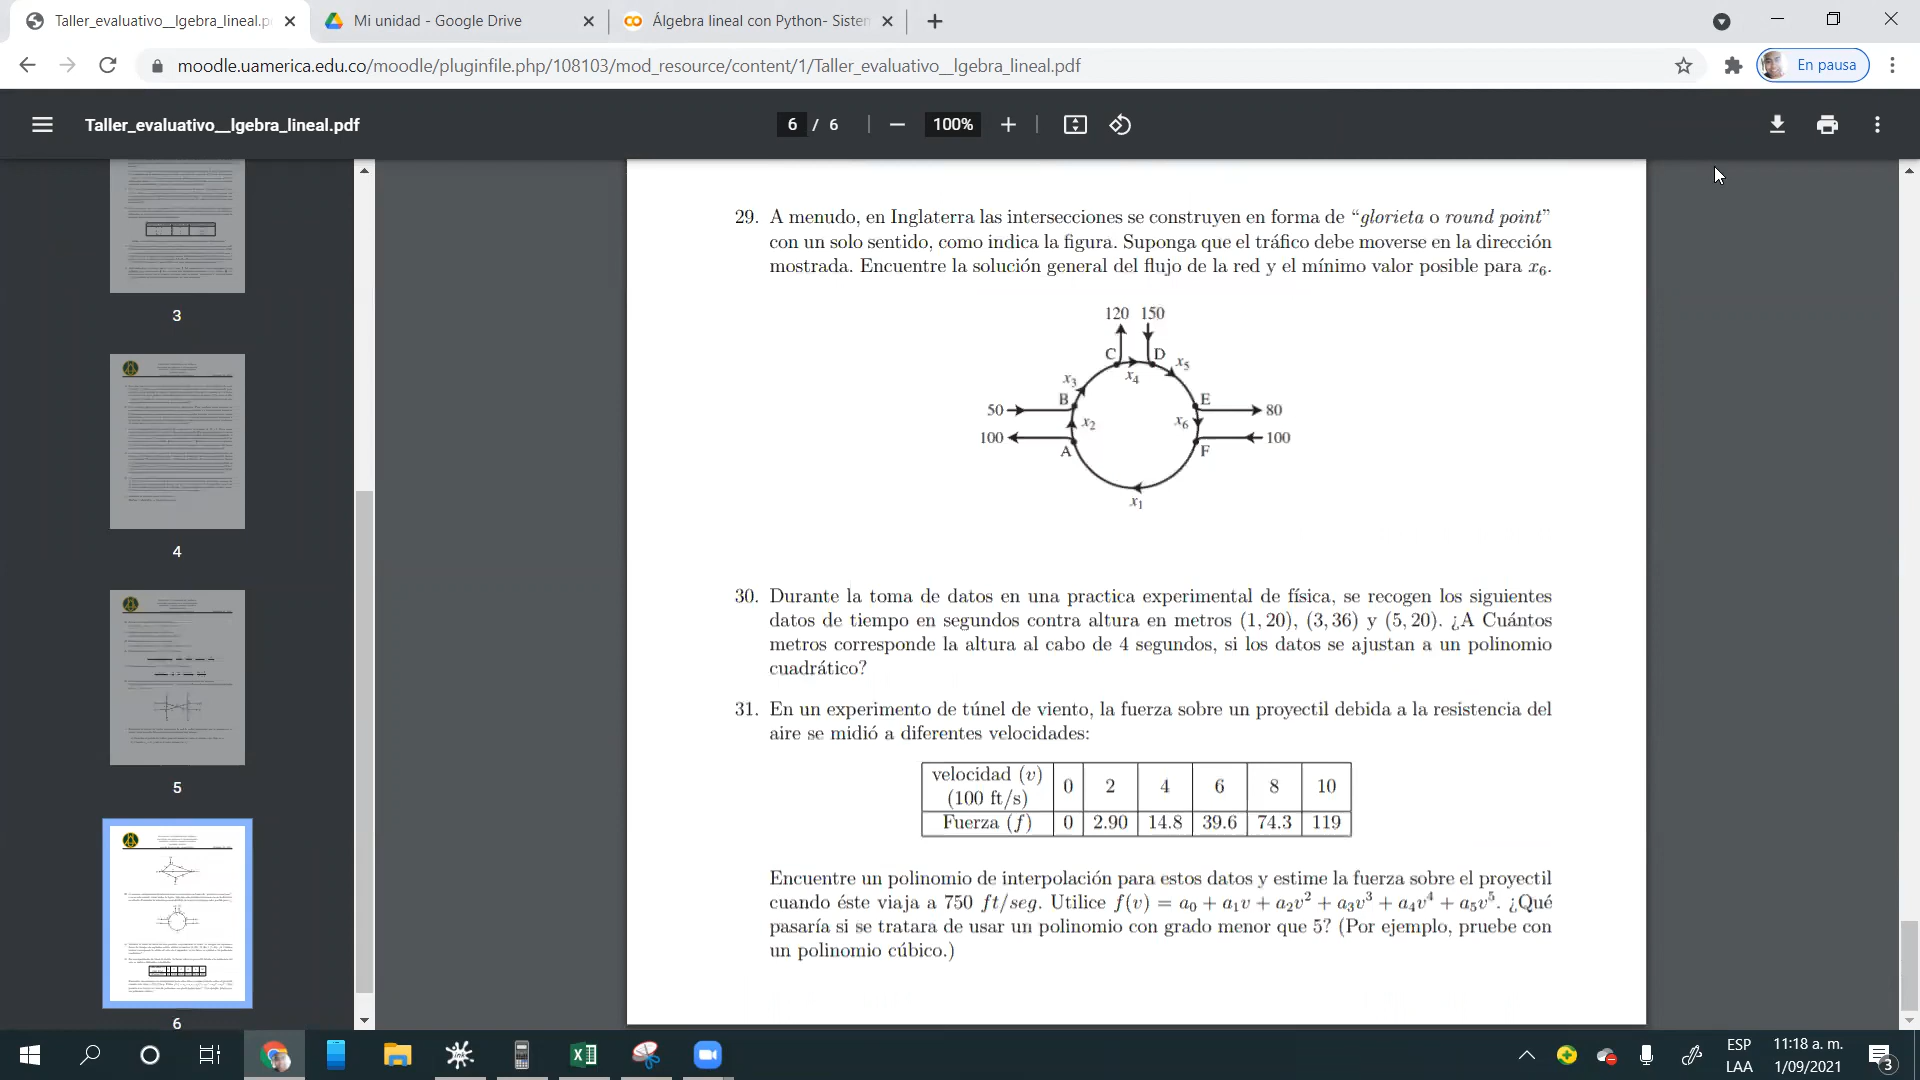 Taller_evaluativo__lgebra_lineal.p
Mi unidad - Google Drive
Álgebra lineal con Python- Sister
moodle.uamerica.edu.co/moodle/pluginfile.php/108103/mod_resource/content/1/Taller_evaluativo__lgebra_lineal.pdf
En pausa
Taller_evaluativo__lgebra_lineal.pdf
6 / 6
100%
3
4
5
6
29. A menudo, en Inglaterra las intersecciones se construyen en forma de “glorieta o round point”
con un solo sentido, como indica la figura. Suponga que el tráfico debe moverse en la dirección
mostrada. Encuentre la solución general del flujo de la red y el mínimo valor posible para x₆.
120 150
C D x₅
x₃ x₄
B E
50 80
x₂ x₆
100 100
A F
x₁
30. Durante la toma de datos en una practica experimental de física, se recogen los siguientes
datos de tiempo en segundos contra altura en metros (1, 20), (3, 36) y (5, 20). ¿A Cuántos
metros corresponde la altura al cabo de 4 segundos, si los datos se ajustan a un polinomio
cuadrático?
31. En un experimento de túnel de viento, la fuerza sobre un proyectil debida a la resistencia del
aire se midió a diferentes velocidades:
velocidad (v)
(100 ft/s) 0 2 4 6 8 10
Fuerza (f) 0 2.90 14.8 39.6 74.3 119
Encuentre un polinomio de interpolación para estos datos y estime la fuerza sobre el proyectil
cuando éste viaja a 750 ft/seg. Utilice f(v) = a₀ + a₁v + a₂v² + a₃v³ + a₄v⁴ + a₅v⁵. ¿Qué
pasaría si se tratara de usar un polinomio con grado menor que 5? (Por ejemplo, pruebe con
un polinomio cúbico.)
ESP
LAA
11:18 a. m.
1/09/2021
3